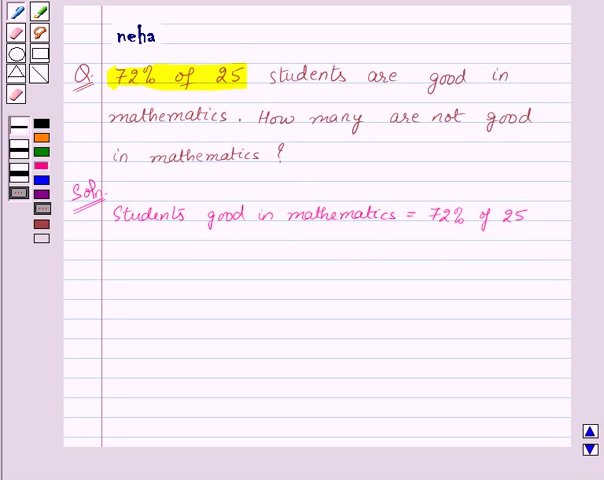 neha
Q. 72% of 25 students are good in
mathematics. How many are not good
in mathematics?
Soln.
Students good in mathematics = 72% of 25